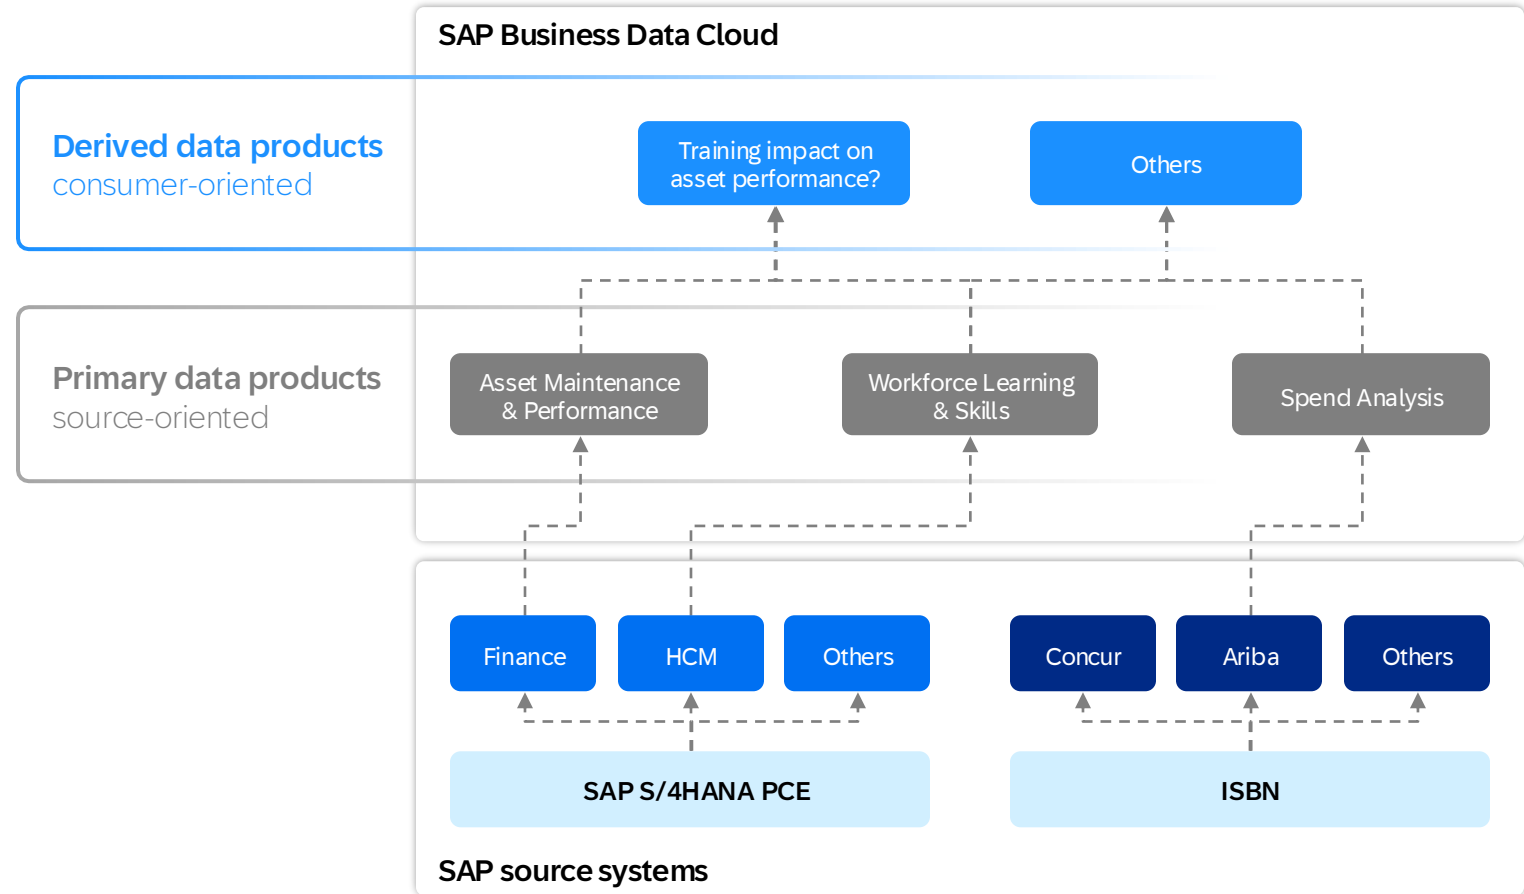 SAP Business Data Cloud
Derived data products
consumer-oriented
Training impact on
asset performance?
Others
Primary data products
source-oriented
Asset Maintenance
& Performance
Workforce Learning
& Skills
Spend Analysis
Finance
HCM
Others
Concur
Ariba
Others
SAP S/4HANA PCE
ISBN
SAP source systems